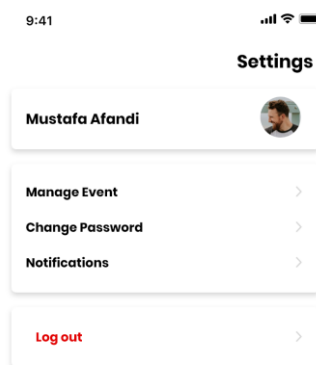 9:41
Settings
Mustafa Afandi
Manage Event
Change Password
Notifications
Log out